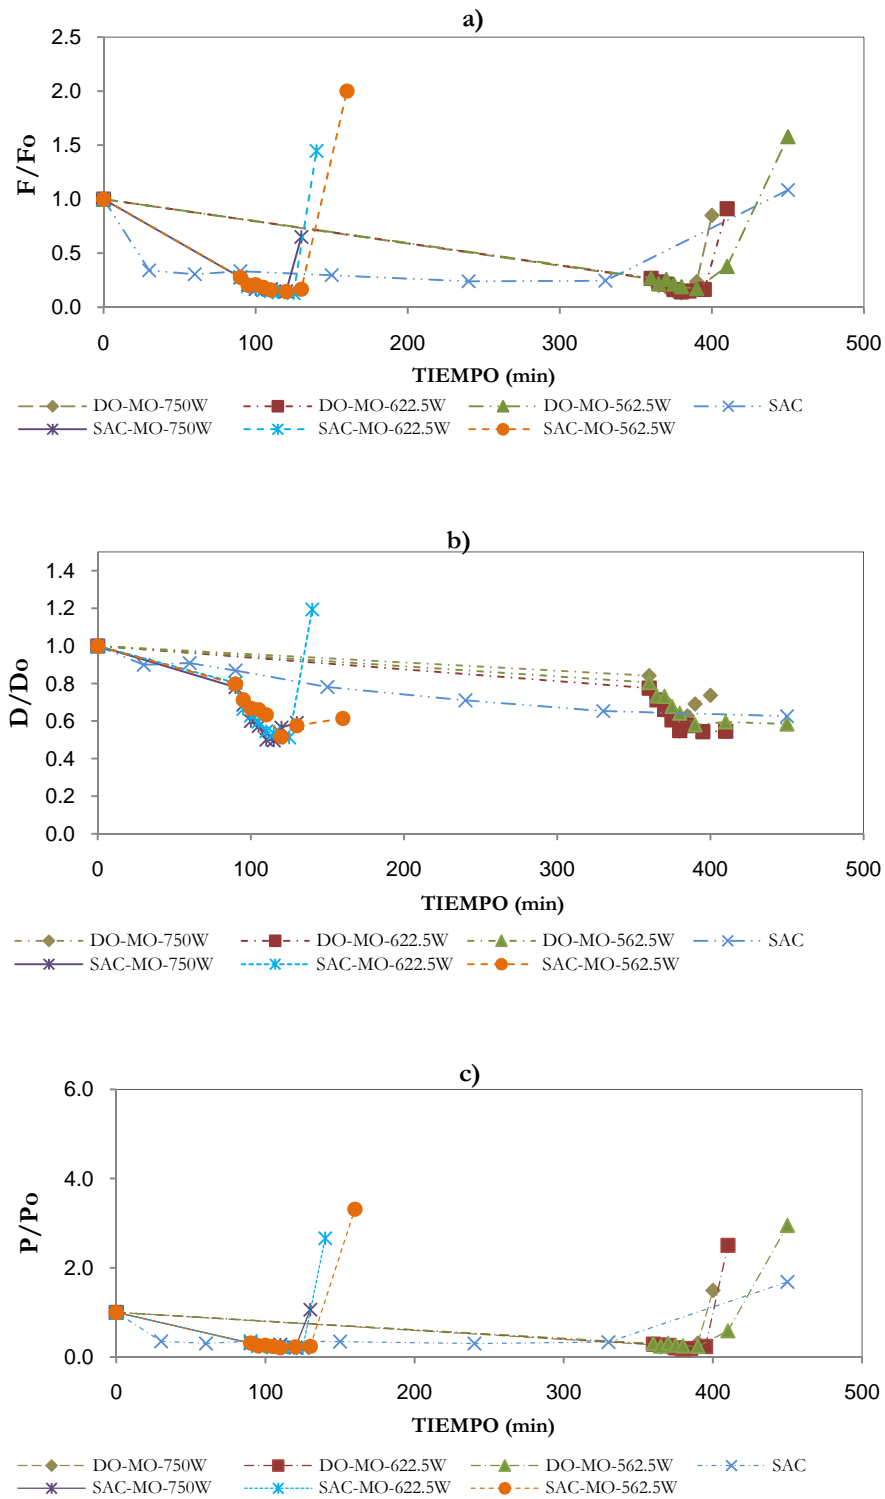 a)
2.5
2.0
1.5
1.0
0.5
0.0
F/Fo
0
100
200
300
400
500
TIEMPO (min)
DO-MO-750W
DO-MO-622.5W
DO-MO-562.5W
SAC
SAC-MO-750W
SAC-MO-622.5W
SAC-MO-562.5W
b)
1.4
1.2
1.0
0.8
0.6
0.4
0.2
0.0
D/Do
0
100
200
300
400
500
TIEMPO (min)
DO-MO-750W
DO-MO-622.5W
DO-MO-562.5W
SAC
SAC-MO-750W
SAC-MO-622.5W
SAC-MO-562.5W
c)
6.0
4.0
2.0
0.0
P/Po
0
100
200
300
400
500
TIEMPO (min)
DO-MO-750W
DO-MO-622.5W
DO-MO-562.5W
SAC
SAC-MO-750W
SAC-MO-622.5W
SAC-MO-562.5W